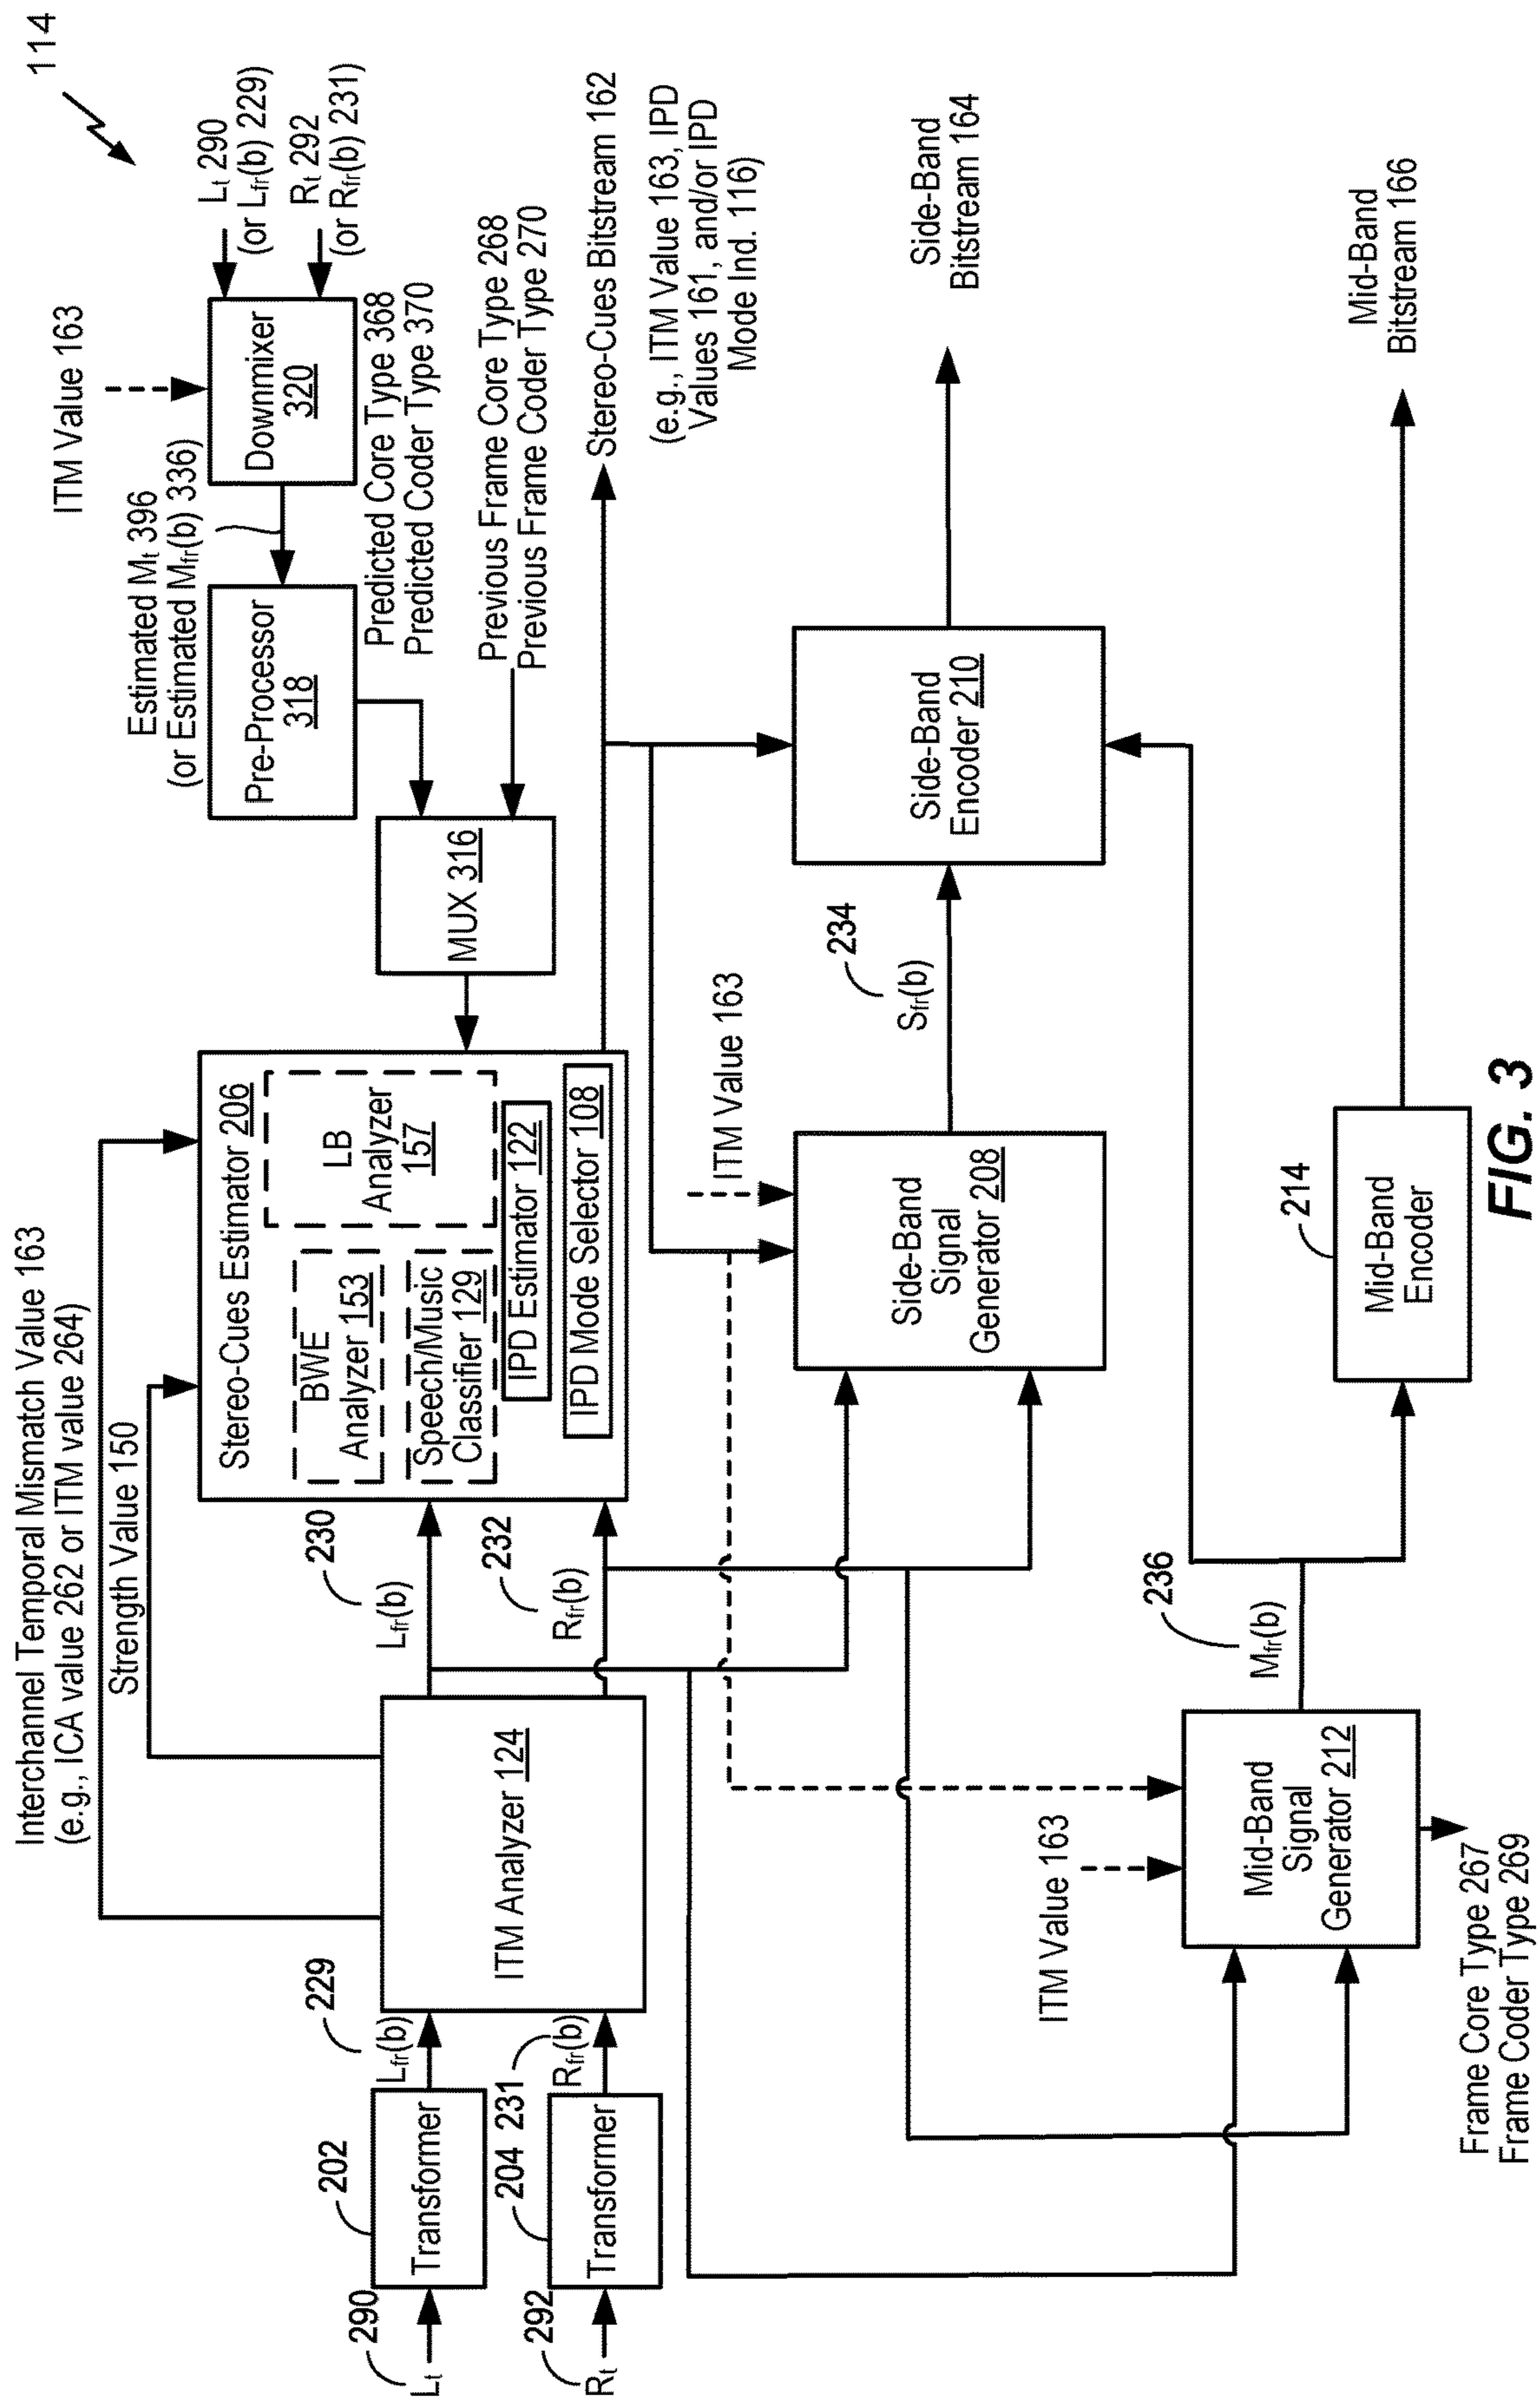 114
Interchannel Temporal Mismatch Value 163
(e.g., ICA value 262 or ITM value 264)
Strength Value 150
ITM Value 163
Lt 290
(or Lfr(b) 229)
Rt 292
(or Rfr(b) 231)
Downmixer
320
Estimated Mt 396
(or Estimated Mfr(b) 336)
Pre-Processor
318
Predicted Core Type 368
Predicted Coder Type 370
Previous Frame Core Type 268
Previous Frame Coder Type 270
MUX 316
Stereo-Cues Estimator 206
BWE
Analyzer 153
LB
Analyzer
157
Speech/Music
Classifier 129
IPD Estimator 122
IPD Mode Selector 108
290
Lt
202
Transformer
229
Lfr(b)
292
Rt
204
Transformer
231
Rfr(b)
ITM Analyzer 124
230
Lfr(b)
232
Rfr(b)
Stereo-Cues Bitstream 162
(e.g., ITM Value 163, IPD
Values 161, and/or IPD
Mode Ind. 116)
ITM Value 163
Side-Band
Signal
Generator 208
234
Sfr(b)
Side-Band
Encoder 210
Side-Band
Bitstream 164
ITM Value 163
Mid-Band
Signal
Generator 212
236
Mfr(b)
214
Mid-Band
Encoder
Mid-Band
Bitstream 166
Frame Core Type 267
Frame Coder Type 269
FIG. 3